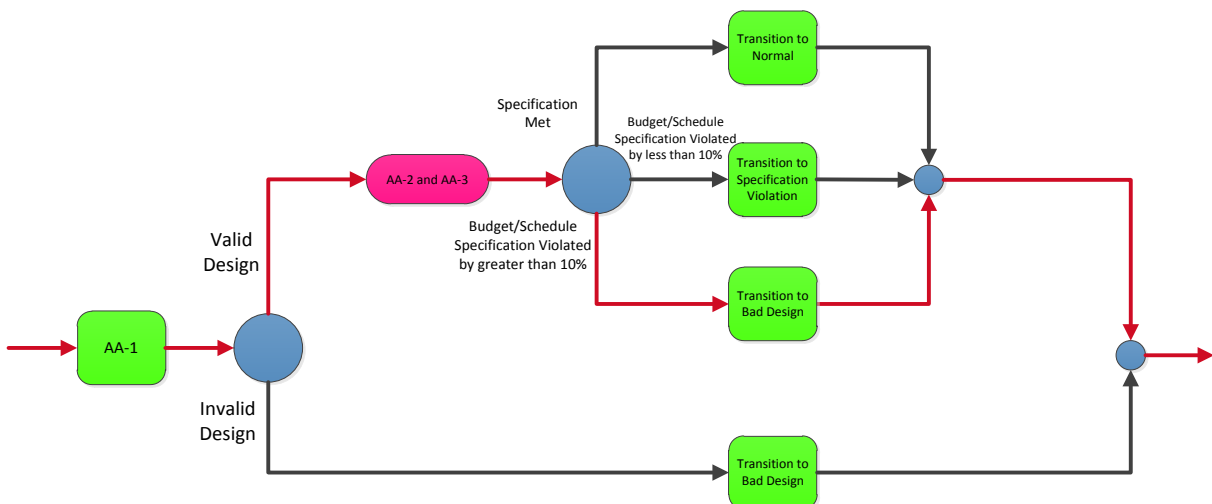 Transition to
Normal
Specification
Met
Budget/Schedule
Specification Violated
by less than 10%
Transition to
Specification
Violation
AA-2 and AA-3
Budget/Schedule
Specification Violated
by greater than 10%
Valid
Design
Transition to
Bad Design
AA-1
Invalid
Design
Transition to
Bad Design